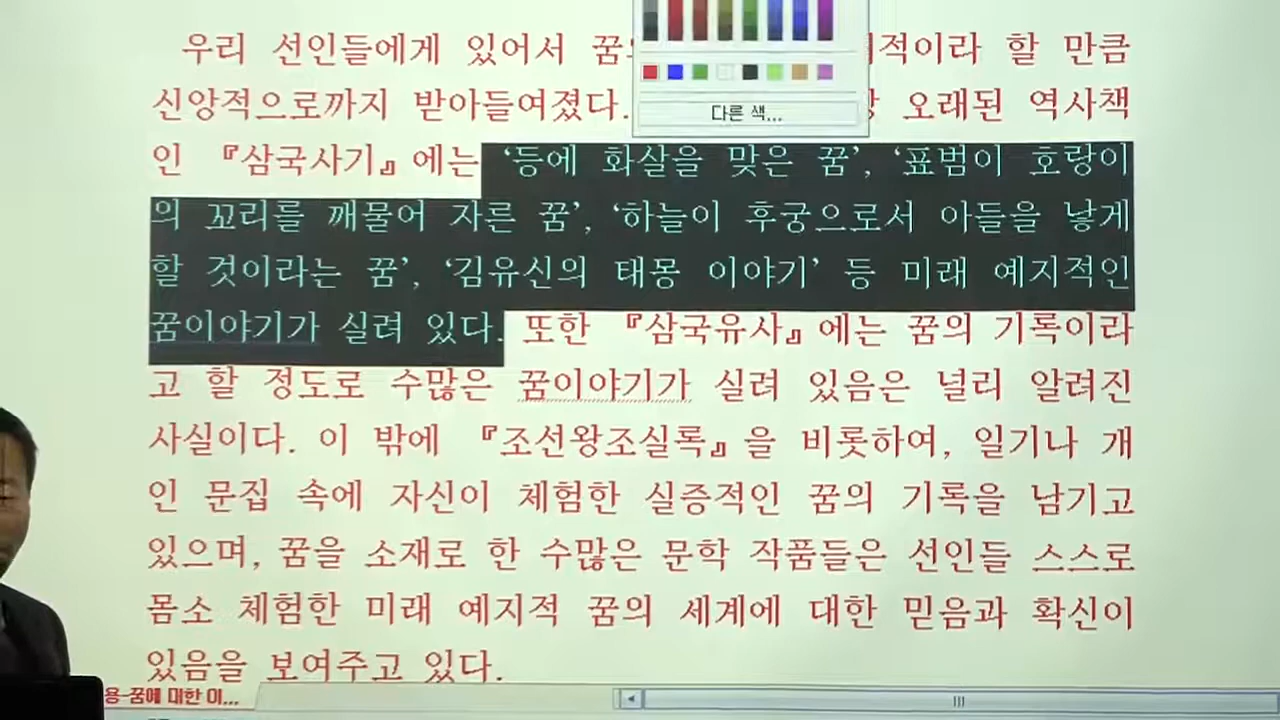 우리 선인들에게 있어서 할 만큼
신앙적으로까지 받아들여졌다. 오래된 역사책
다른 색...
인 『삼국사기』에는 ‘등에 화살을 맞은 꿈’, ‘표범이 호랑이
의 꼬리를 깨물어 자른 꿈’, ‘하늘이 후궁으로서 아들을 낳게
할 것이라는 꿈’, ‘김유신의 태몽 이야기’ 등 미래 예지적인
꿈이야기가 실려 있다. 또한 『삼국유사』에는 꿈의 기록이라
고 할 정도로 수많은 꿈이야기가 실려 있음은 널리 알려진
사실이다. 이 밖에 『조선왕조실록』을 비롯하여, 일기나 개
인 문집 속에 자신이 체험한 실증적인 꿈의 기록을 남기고
있으며, 꿈을 소재로 한 수많은 문학 작품들은 선인들 스스로
몸소 체험한 미래 예지적 꿈의 세계에 대한 믿음과 확신이
있음을 보여주고 있다.
용-꿈에 대한 이...